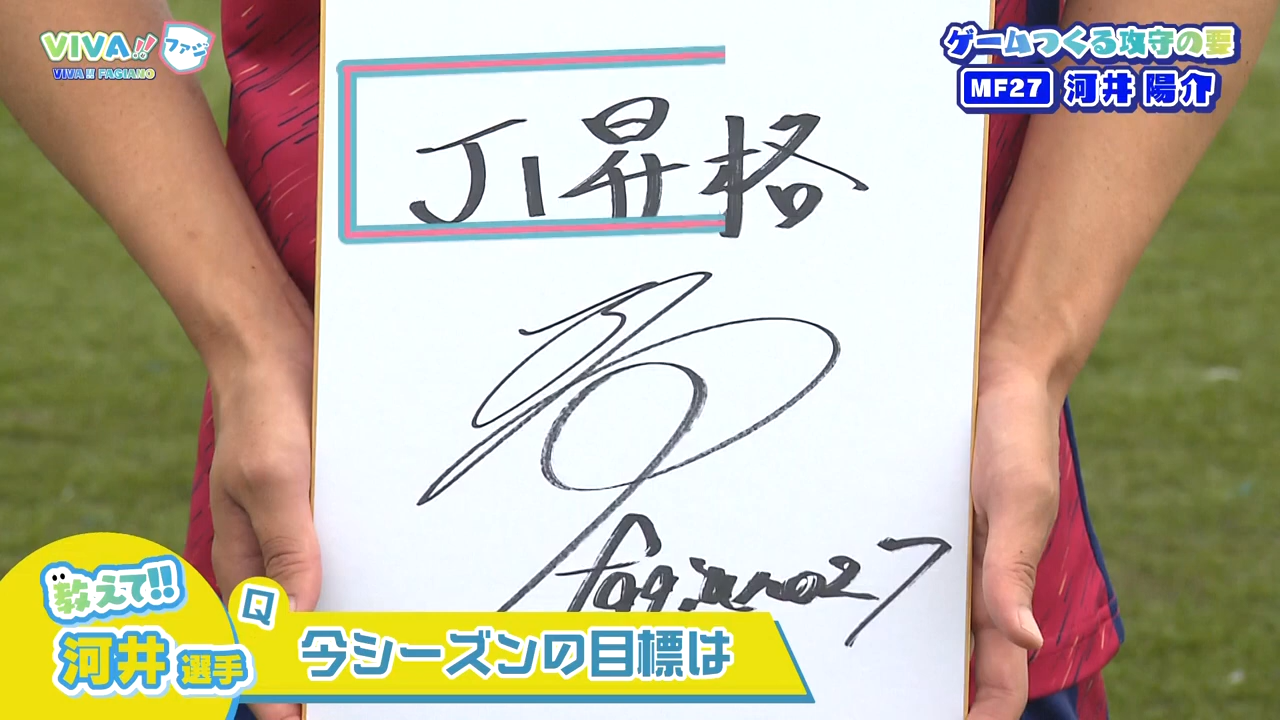 VIVA!! ファジ
VIVA!! FAGIANO
ゲームつくる攻守の要
MF27 河井 陽介
J1昇格
fagiano27
教えて!!
河井 選手
Q 今シーズンの目標は